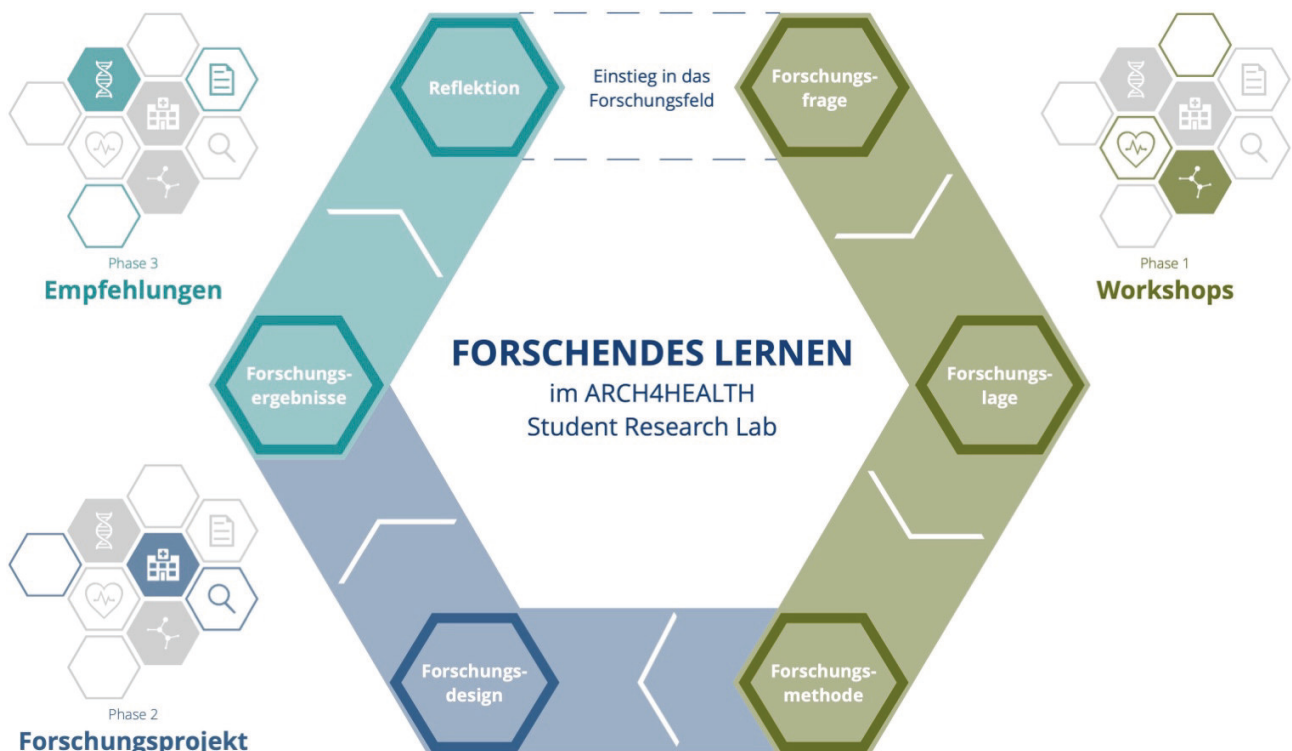 Reflektion
Einstieg in das
Forschungsfeld
Forschungs-
frage
Phase 3
Empfehlungen
Phase 1
Workshops
FORSCHENDES LERNEN
im ARCH4HEALTH
Student Research Lab
Forschungs-
ergebnisse
Forschungs-
lage
Forschungs-
design
Forschungs-
methode
Phase 2
Forschungsprojekt